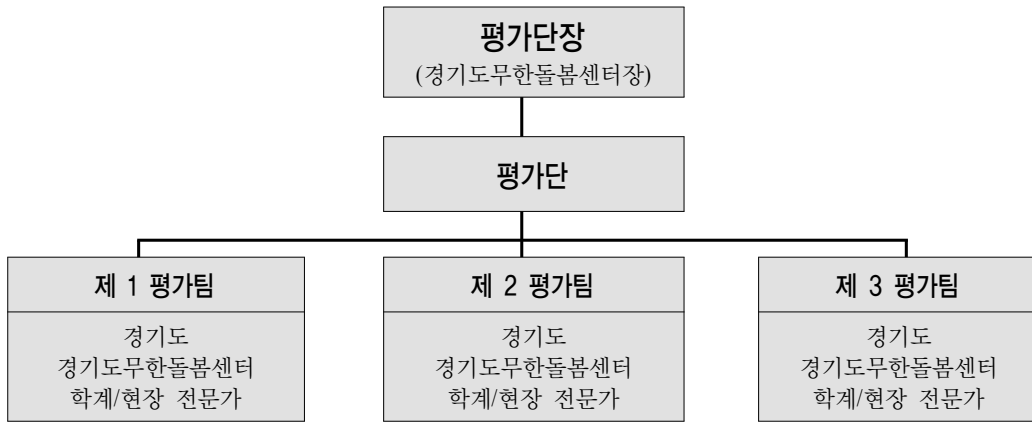 평가단장
(경기도무한돌봄센터장)
평가단
제 1 평가팀
경기도
경기도무한돌봄센터
학계/현장 전문가
제 2 평가팀
경기도
경기도무한돌봄센터
학계/현장 전문가
제 3 평가팀
경기도
경기도무한돌봄센터
학계/현장 전문가